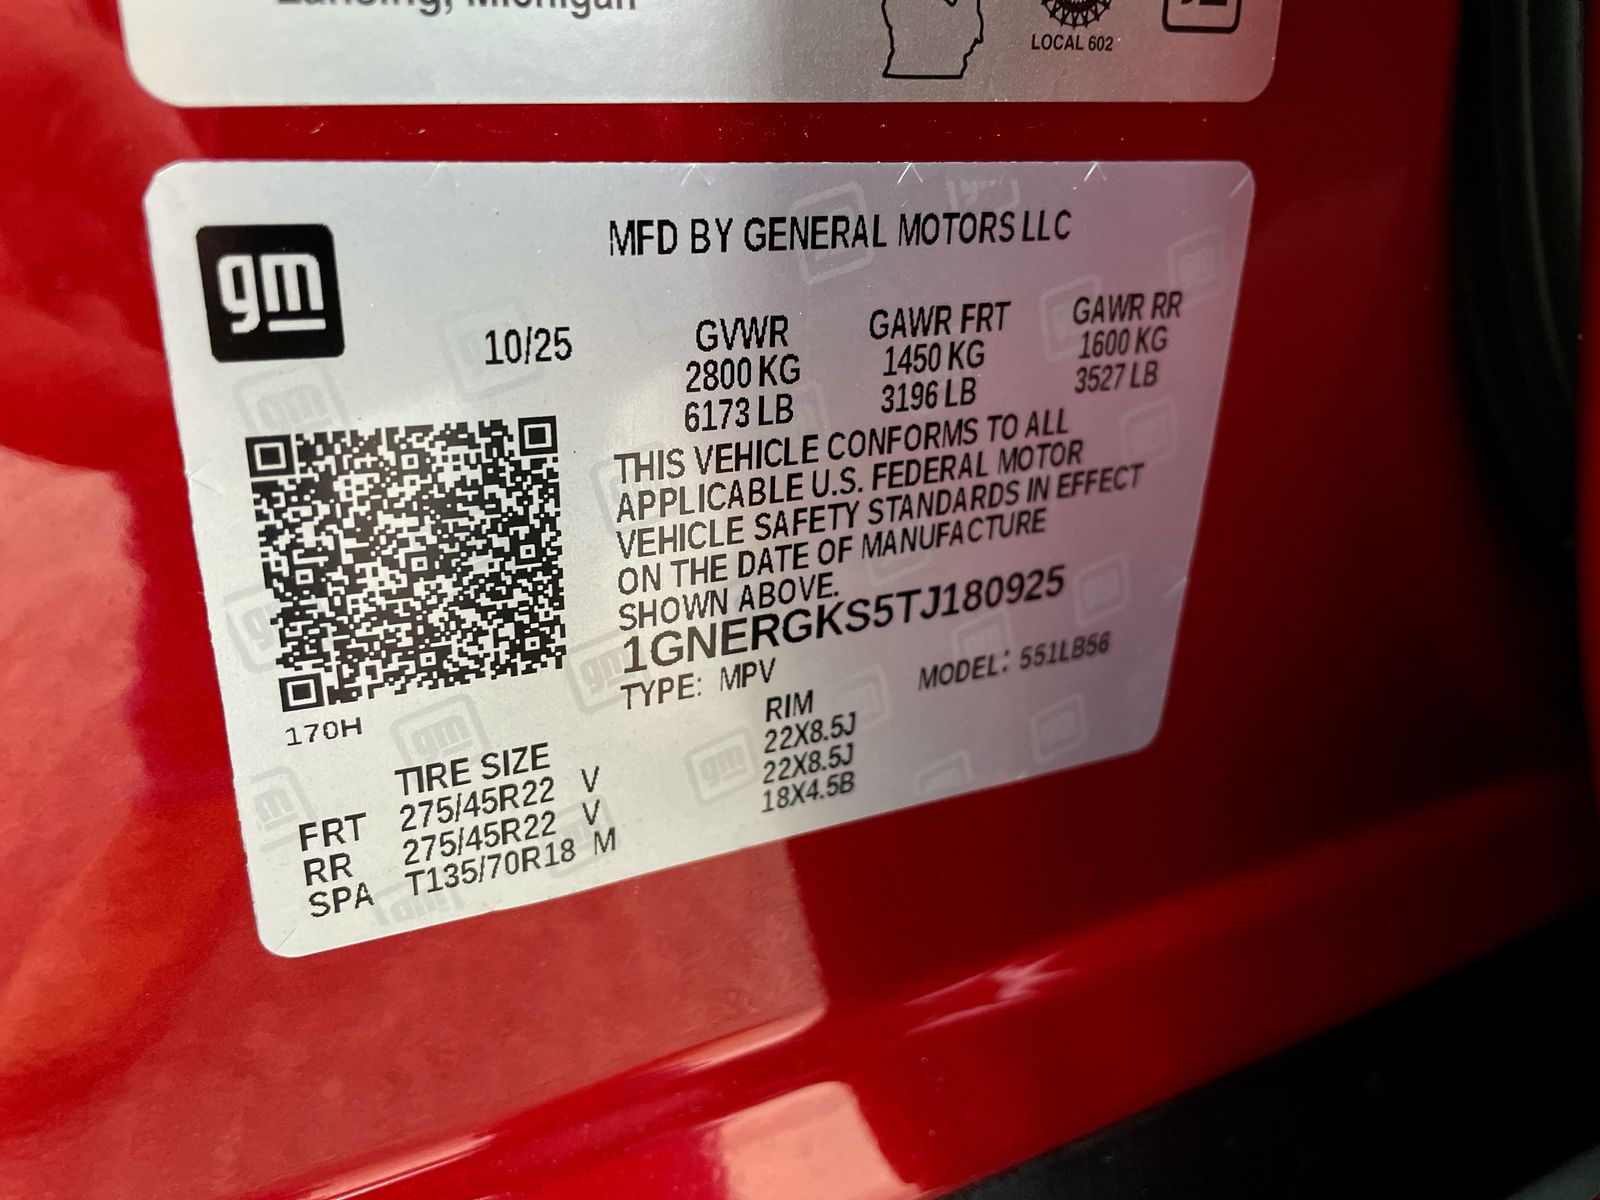 Lansing, Michigan
LOCAL 602
gm
MFD BY GENERAL MOTORS LLC
10/25
GVWR GAWR FRT GAWR RR
2800 KG 1450 KG 1600 KG
6173 LB 3196 LB 3527 LB
THIS VEHICLE CONFORMS TO ALL
APPLICABLE U.S. FEDERAL MOTOR
VEHICLE SAFETY STANDARDS IN EFFECT
ON THE DATE OF MANUFACTURE
SHOWN ABOVE.
1GNERGKS5TJ180925
TYPE: MPV MODEL: 551LB56
170H
TIRE SIZE RIM
FRT 275/45R22 V 22X8.5J
RR 275/45R22 V 22X8.5J
SPA T135/70R18 M 18X4.5B